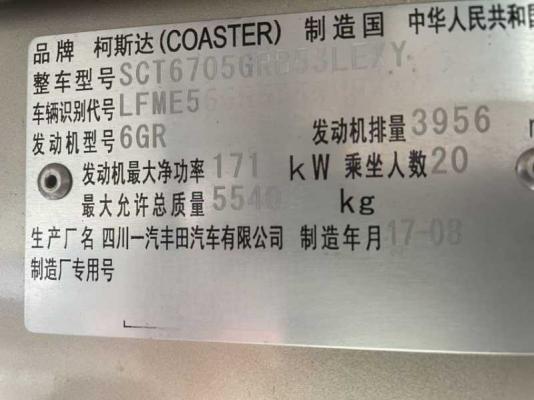 品牌 柯斯达(COASTER) 制造国 中华人民共和国
整车型号 SCT6705GRB53LEXY
车辆识别代号 LFME5
发动机型号 6GR 发动机排量 3956 m
发动机最大净功率 171 kW 乘坐人数 20
最大允许总质量 5540 kg
生产厂名 四川一汽丰田汽车有限公司 制造年月 17-08
制造厂专用号